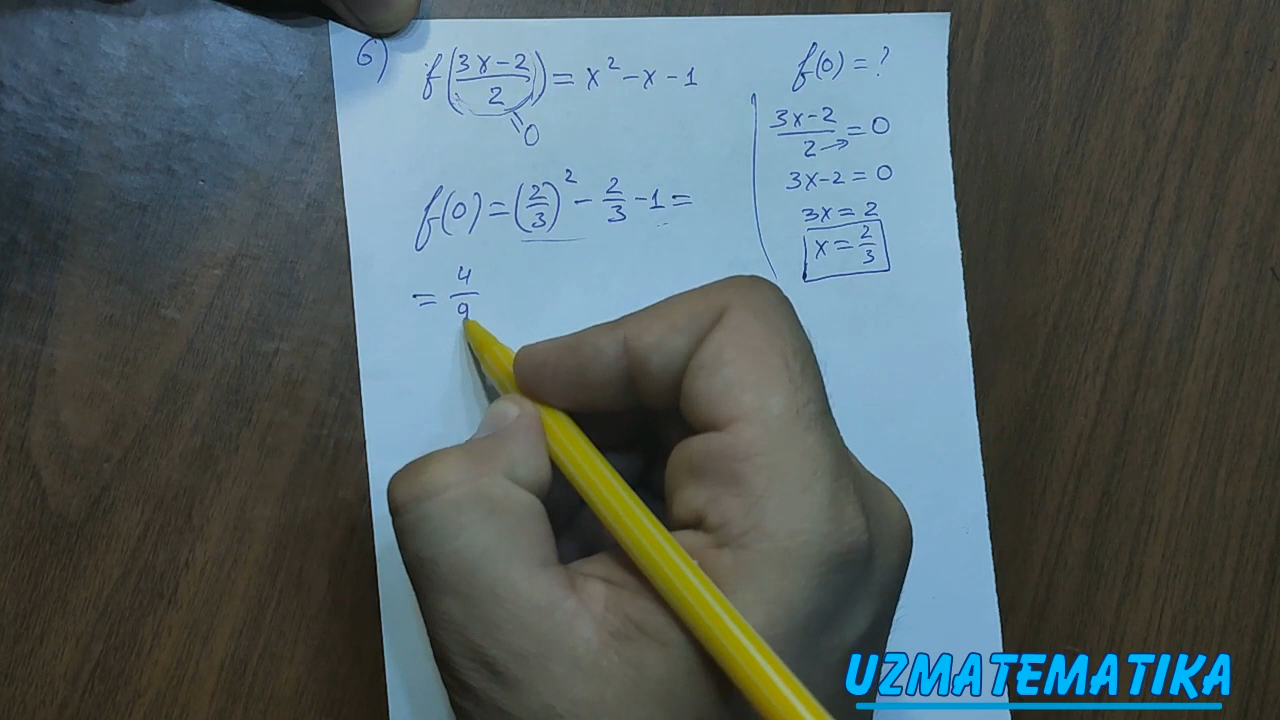 6) f((3x-2)/2) = x² - x - 1
0
f(0) = (2/3)² - 2/3 - 1 =
= 4/9
f(0) = ?
(3x-2)/2 = 0
3x-2 = 0
3x = 2
x = 2/3
UZMATEMATIKA